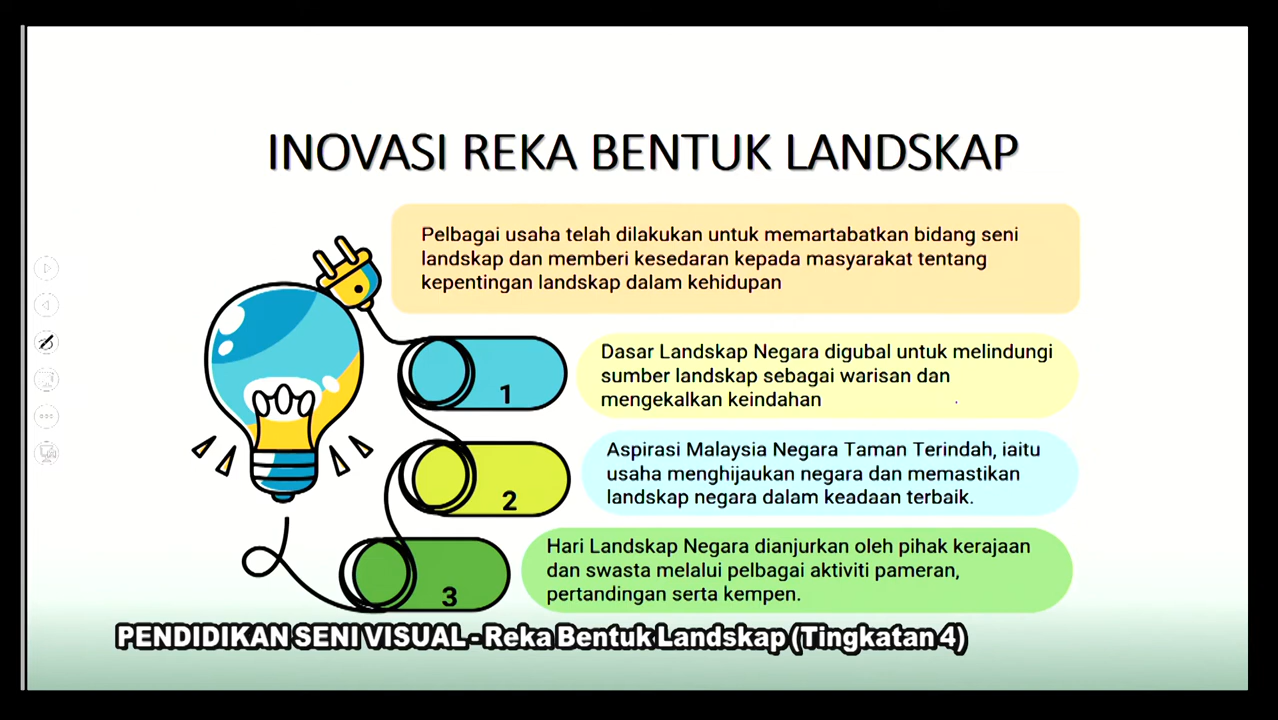 INOVASI REKA BENTUK LANDSKAP
Pelbagai usaha telah dilakukan untuk memartabatkan bidang seni
landskap dan memberi kesedaran kepada masyarakat tentang
kepentingan landskap dalam kehidupan
1
Dasar Landskap Negara digubal untuk melindungi
sumber landskap sebagai warisan dan
mengekalkan keindahan
2
Aspirasi Malaysia Negara Taman Terindah, iaitu
usaha menghijaukan negara dan memastikan
landskap negara dalam keadaan terbaik.
3
Hari Landskap Negara dianjurkan oleh pihak kerajaan
dan swasta melalui pelbagai aktiviti pameran,
pertandingan serta kempen.
PENDIDIKAN SENI VISUAL - Reka Bentuk Landskap (Tingkatan 4)